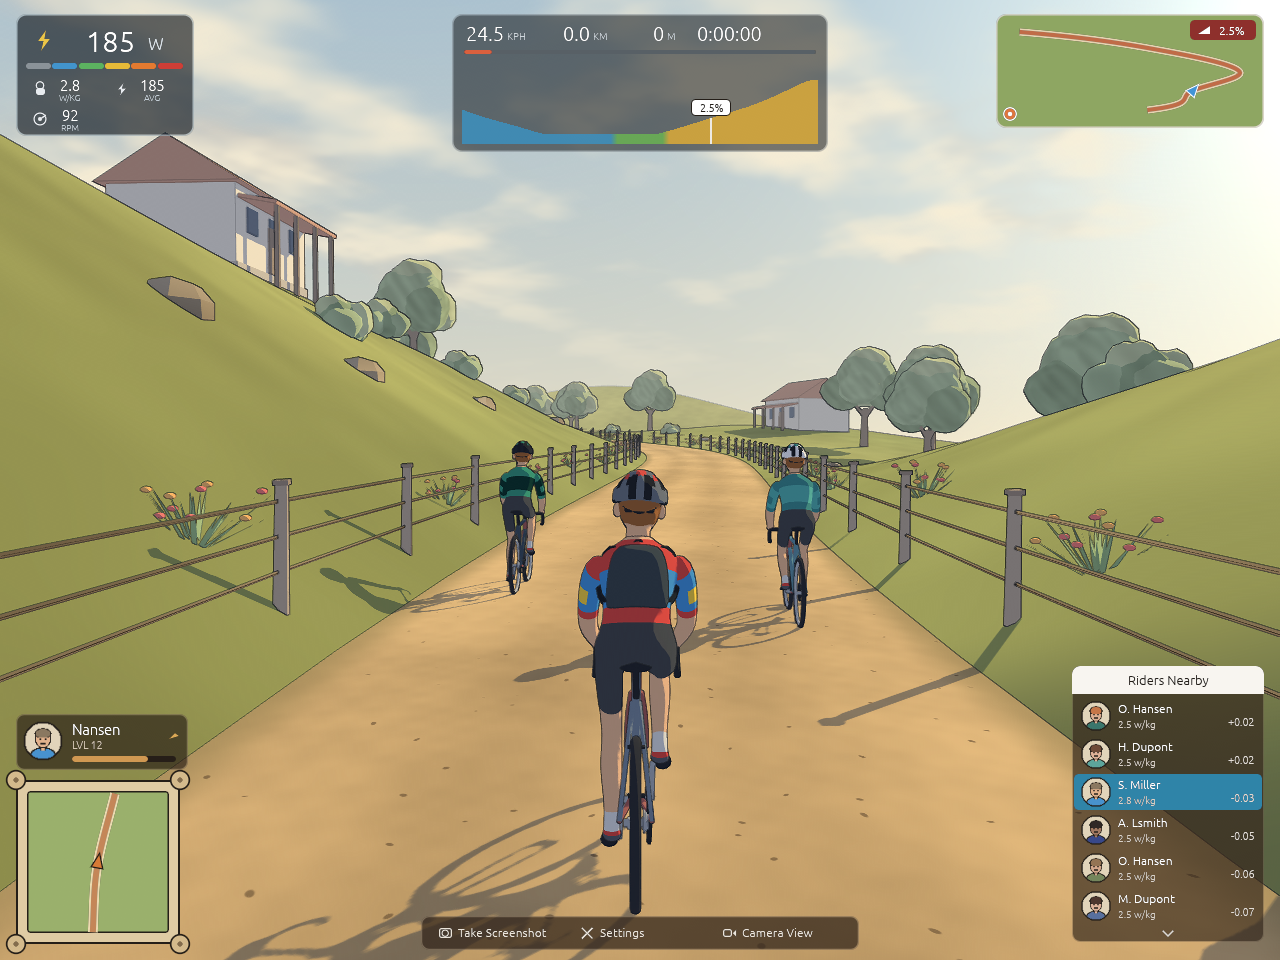 185 W
2.8 W/KG
185 AVG
92 RPM
24.5 KPH 0.0 KM 0 M 0:00:00
2.5%
2.5%
Nansen
LVL 12
Riders Nearby
O. Hansen
2.5 w/kg +0.02
H. Dupont
2.5 w/kg +0.02
S. Miller
2.8 w/kg -0.03
A. Lsmith
2.5 w/kg -0.05
O. Hansen
2.5 w/kg -0.06
M. Dupont
2.5 w/kg -0.07
Take Screenshot Settings Camera View